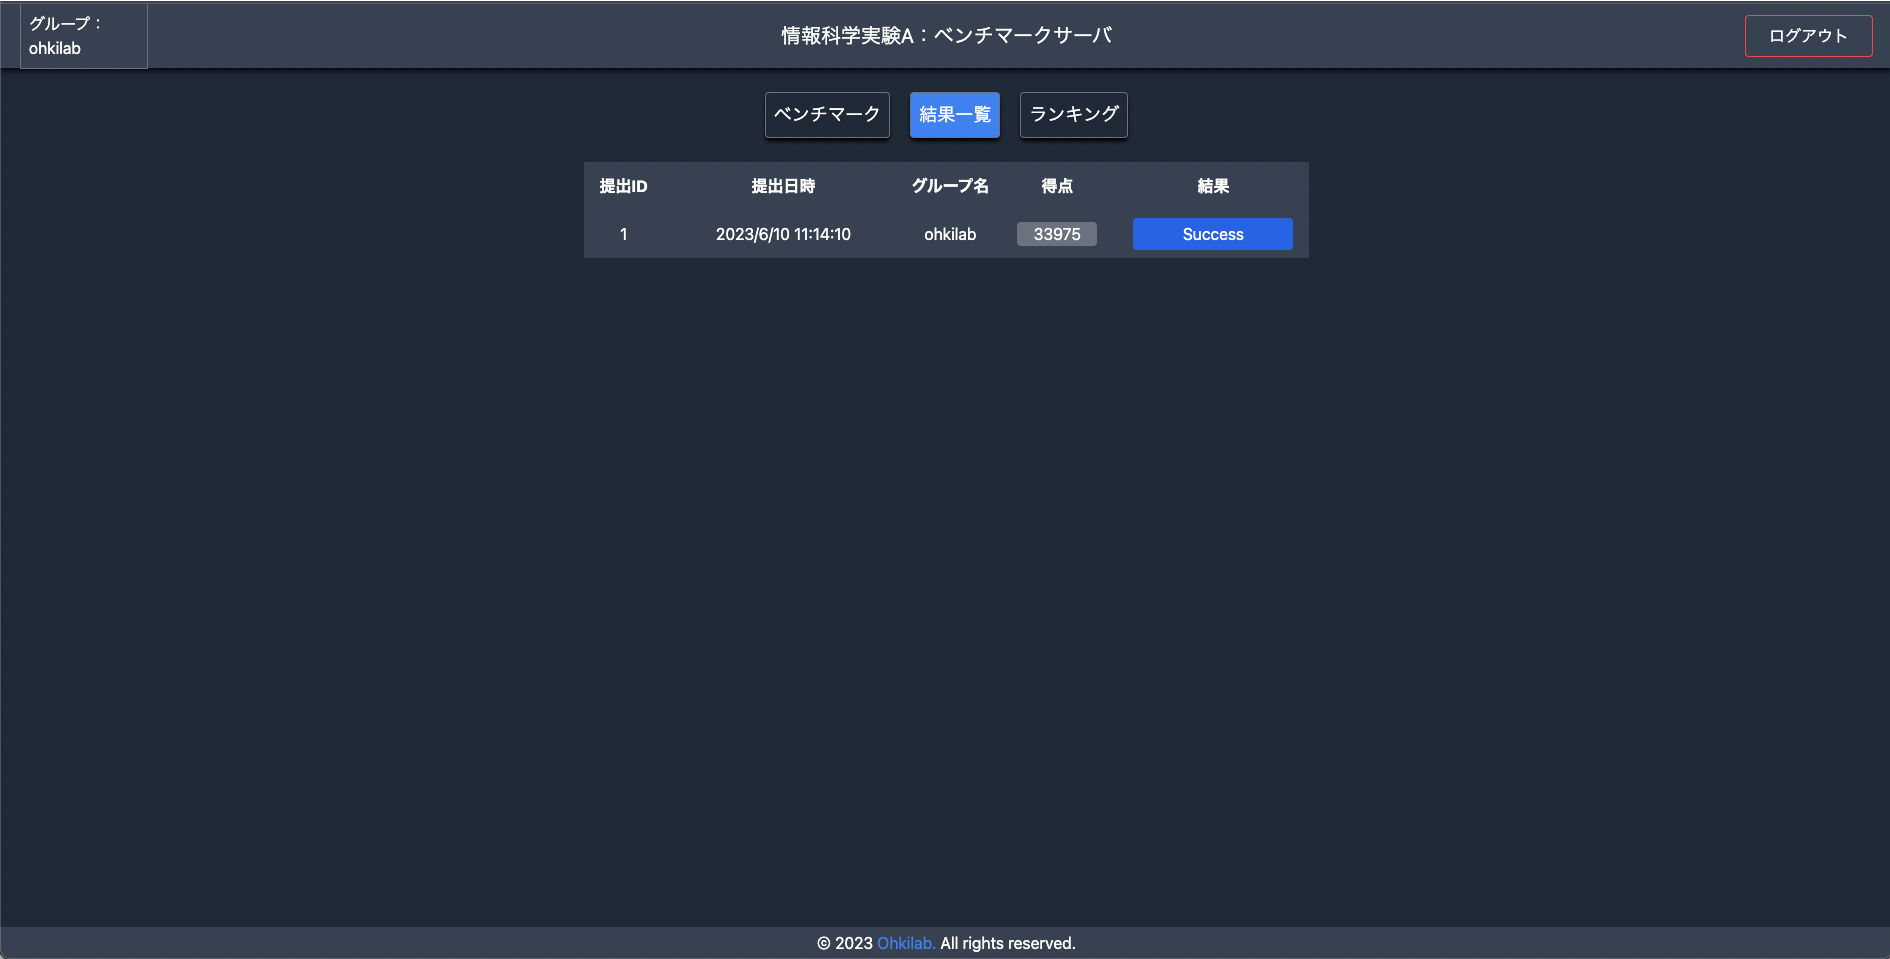 グループ：
ohkilab
情報科学実験A：ベンチマークサーバ
ログアウト
ベンチマーク 結果一覧 ランキング
提出ID 提出日時 グループ名 得点 結果
1 2023/6/10 11:14:10 ohkilab 33975 Success
© 2023 Ohkilab. All rights reserved.